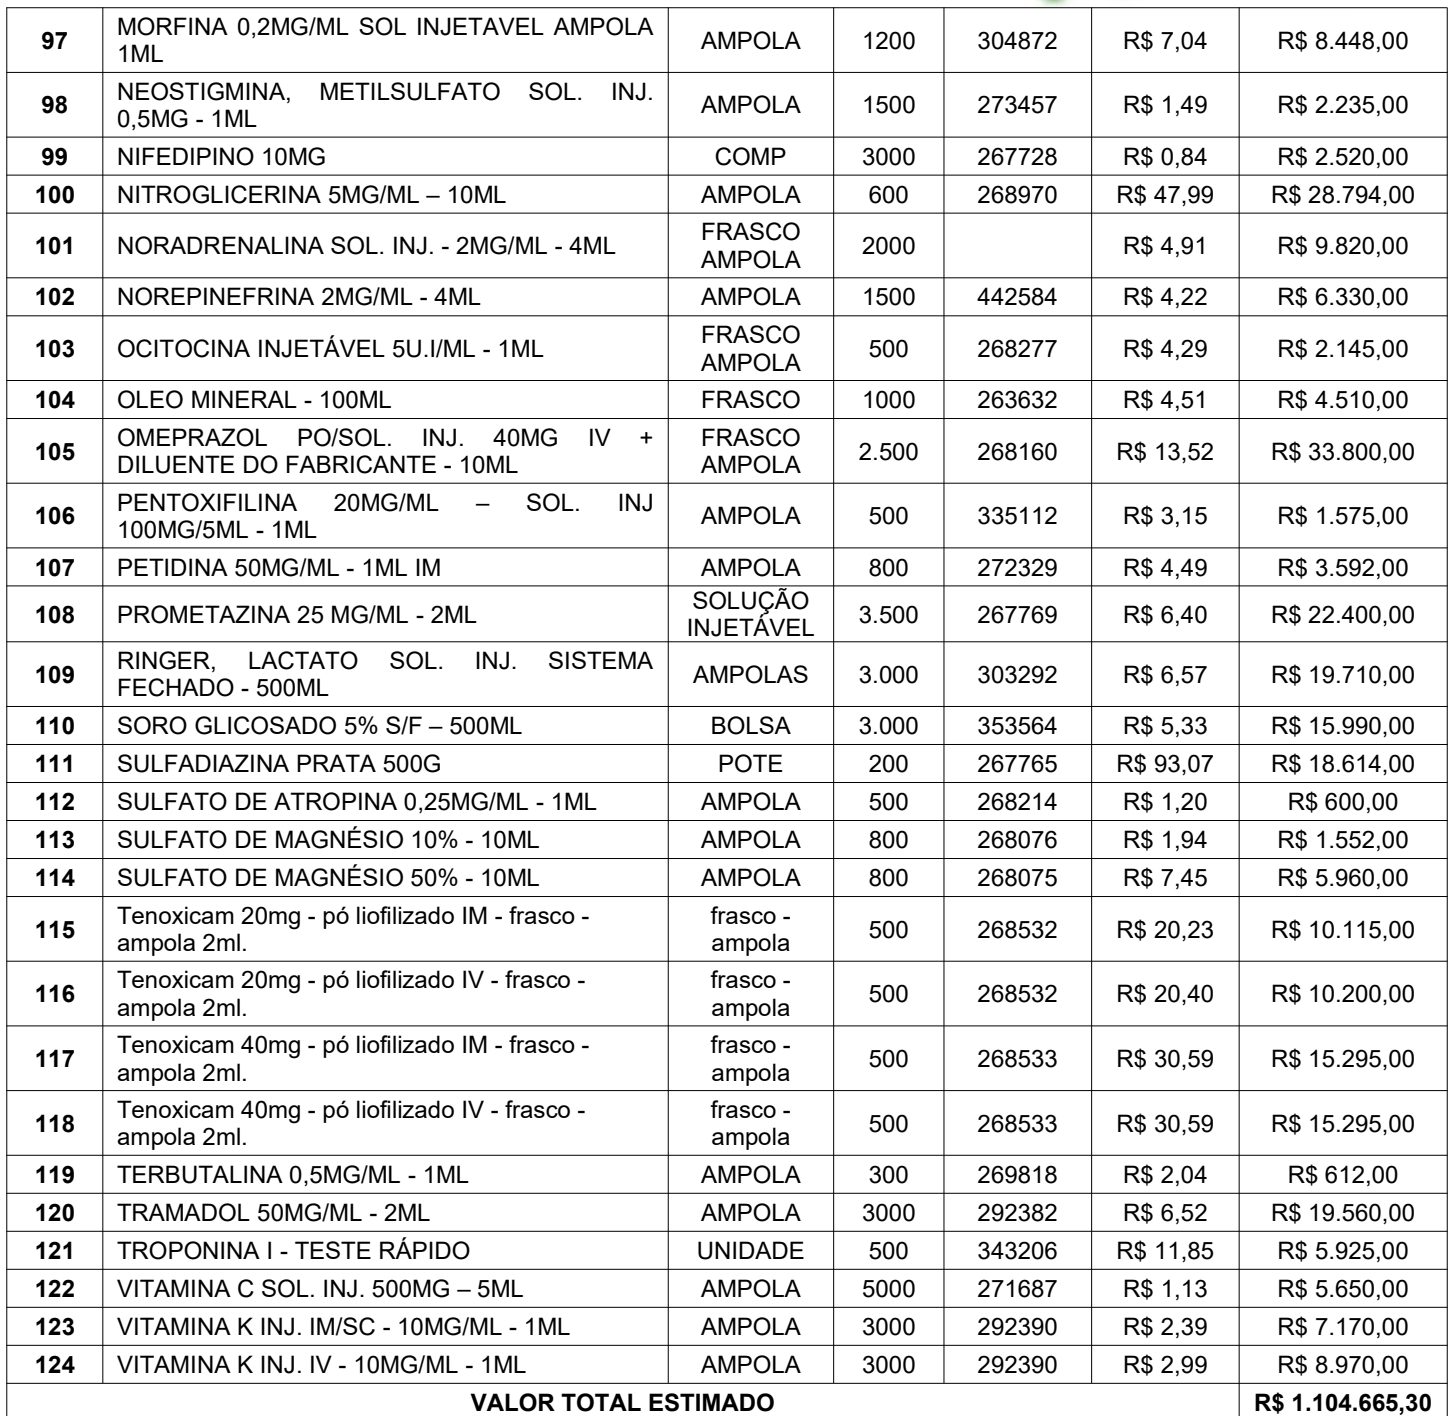 97 MORFINA 0,2MG/ML SOL INJETAVEL AMPOLA 1ML AMPOLA 1200 304872 R$ 7,04 R$ 8.448,00
98 NEOSTIGMINA, METILSULFATO SOL. INJ. 0,5MG - 1ML AMPOLA 1500 273457 R$ 1,49 R$ 2.235,00
99 NIFEDIPINO 10MG COMP 3000 267728 R$ 0,84 R$ 2.520,00
100 NITROGLICERINA 5MG/ML – 10ML AMPOLA 600 268970 R$ 47,99 R$ 28.794,00
101 NORADRENALINA SOL. INJ. - 2MG/ML - 4ML FRASCO AMPOLA 2000 R$ 4,91 R$ 9.820,00
102 NOREPINEFRINA 2MG/ML - 4ML AMPOLA 1500 442584 R$ 4,22 R$ 6.330,00
103 OCITOCINA INJETÁVEL 5U.I/ML - 1ML FRASCO AMPOLA 500 268277 R$ 4,29 R$ 2.145,00
104 OLEO MINERAL - 100ML FRASCO 1000 263632 R$ 4,51 R$ 4.510,00
105 OMEPRAZOL PO/SOL. INJ. 40MG IV + DILUENTE DO FABRICANTE - 10ML FRASCO AMPOLA 2.500 268160 R$ 13,52 R$ 33.800,00
106 PENTOXIFILINA 20MG/ML – SOL. INJ 100MG/5ML - 1ML AMPOLA 500 335112 R$ 3,15 R$ 1.575,00
107 PETIDINA 50MG/ML - 1ML IM AMPOLA 800 272329 R$ 4,49 R$ 3.592,00
108 PROMETAZINA 25 MG/ML - 2ML SOLUÇÃO INJETÁVEL 3.500 267769 R$ 6,40 R$ 22.400,00
109 RINGER, LACTATO SOL. INJ. SISTEMA FECHADO - 500ML AMPOLAS 3.000 303292 R$ 6,57 R$ 19.710,00
110 SORO GLICOSADO 5% S/F – 500ML BOLSA 3.000 353564 R$ 5,33 R$ 15.990,00
111 SULFADIAZINA PRATA 500G POTE 200 267765 R$ 93,07 R$ 18.614,00
112 SULFATO DE ATROPINA 0,25MG/ML - 1ML AMPOLA 500 268214 R$ 1,20 R$ 600,00
113 SULFATO DE MAGNÉSIO 10% - 10ML AMPOLA 800 268076 R$ 1,94 R$ 1.552,00
114 SULFATO DE MAGNÉSIO 50% - 10ML AMPOLA 800 268075 R$ 7,45 R$ 5.960,00
115 Tenoxicam 20mg - pó liofilizado IM - frasco - ampola 2ml. frasco - ampola 500 268532 R$ 20,23 R$ 10.115,00
116 Tenoxicam 20mg - pó liofilizado IV - frasco - ampola 2ml. frasco - ampola 500 268532 R$ 20,40 R$ 10.200,00
117 Tenoxicam 40mg - pó liofilizado IM - frasco - ampola 2ml. frasco - ampola 500 268533 R$ 30,59 R$ 15.295,00
118 Tenoxicam 40mg - pó liofilizado IV - frasco - ampola 2ml. frasco - ampola 500 268533 R$ 30,59 R$ 15.295,00
119 TERBUTALINA 0,5MG/ML - 1ML AMPOLA 300 269818 R$ 2,04 R$ 612,00
120 TRAMADOL 50MG/ML - 2ML AMPOLA 3000 292382 R$ 6,52 R$ 19.560,00
121 TROPONINA I - TESTE RÁPIDO UNIDADE 500 343206 R$ 11,85 R$ 5.925,00
122 VITAMINA C SOL. INJ. 500MG – 5ML AMPOLA 5000 271687 R$ 1,13 R$ 5.650,00
123 VITAMINA K INJ. IM/SC - 10MG/ML - 1ML AMPOLA 3000 292390 R$ 2,39 R$ 7.170,00
124 VITAMINA K INJ. IV - 10MG/ML - 1ML AMPOLA 3000 292390 R$ 2,99 R$ 8.970,00
VALOR TOTAL ESTIMADO R$ 1.104.665,30